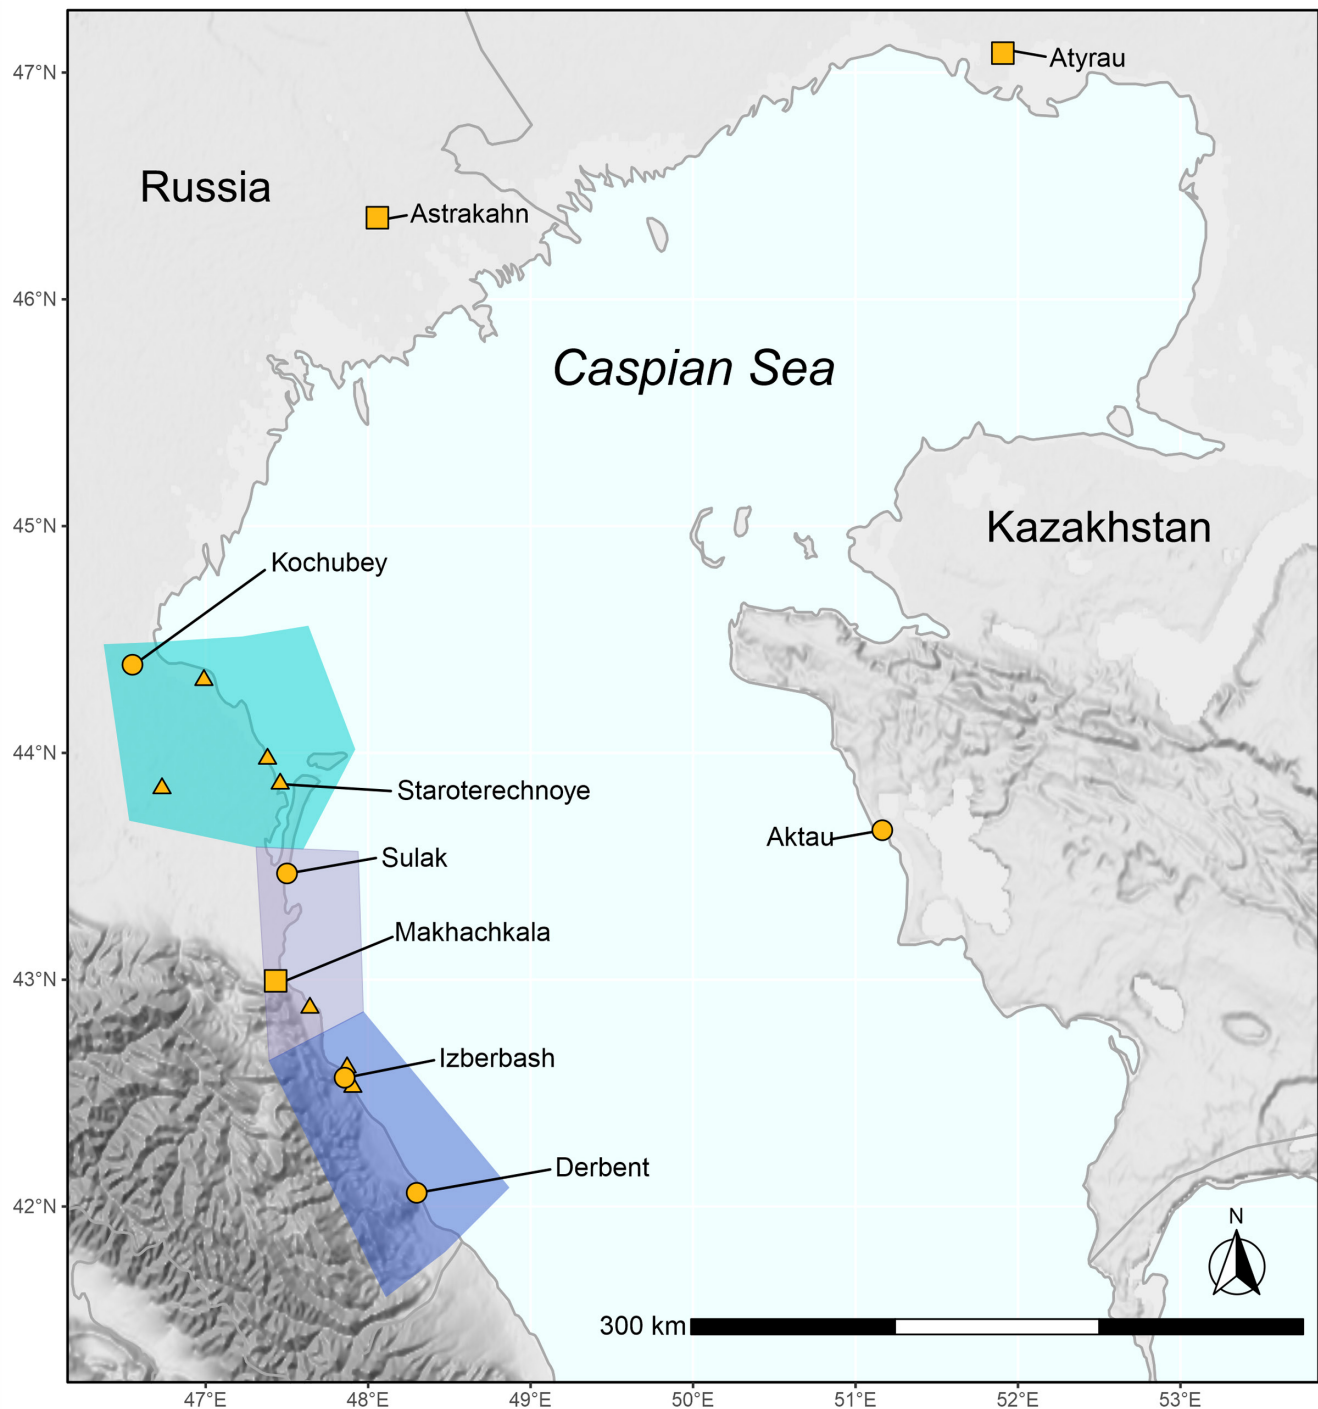 47°N
Atyrau
Russia
Astrakahn
46°N
Caspian Sea
45°N
Kazakhstan
Kochubey
44°N
Staroterechnoye
Aktau
Sulak
Makhachkala
43°N
Izberbash
Derbent
42°N
N
300 km
47°E
48°E
49°E
50°E
51°E
52°E
53°E